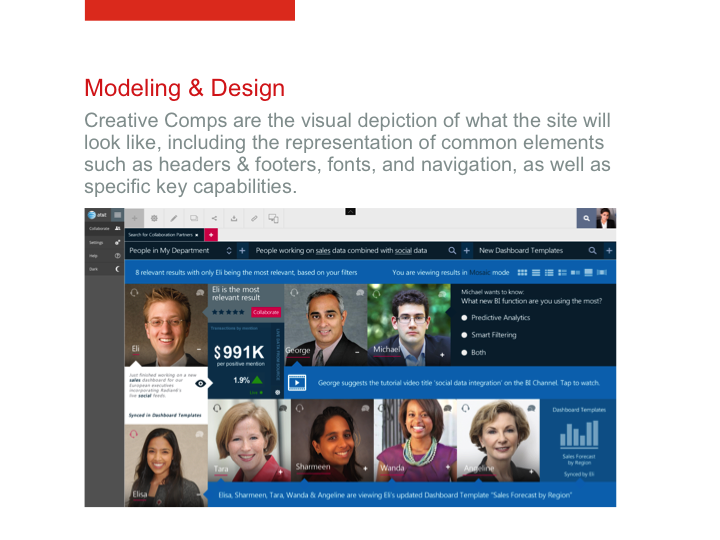 Modeling & Design
Creative Comps are the visual depiction of what the site will
look like, including the representation of common elements
such as headers & footers, fonts, and navigation, as well as
specific key capabilities.
at&t
Collaborate
Settings
Help
Dark
Search for Collaboration Partners ×
+
People in My Department
+
People working on sales data combined with social data
+
New Dashboard Templates
+
8 relevant results with only Eli being the most relevant, based on your filters
You are viewing results in Mosaic mode
Eli
Eli is the most
relevant result
Collaborate
$991K
per positive mention
1.9%
George
Michael
Michael wants to know:
What new BI function are you using the most?
Predictive Analytics
Smart Filtering
Both
Just finished working on a new
sales dashboard for our
European executives
incorporating Radian6's
live social feeds.
Synced in Dashboard Templates
George suggests the tutorial video title 'social data integration' on the BI Channel. Tap to watch.
Elisa
Tara
Sharmeen
Wanda
Angeline
Dashboard Templates
Sales Forecast
by Region
Synced by Eli
Elisa, Sharmeen, Tara, Wanda & Angeline are viewing Eli's updated Dashboard Template "Sales Forecast by Region"